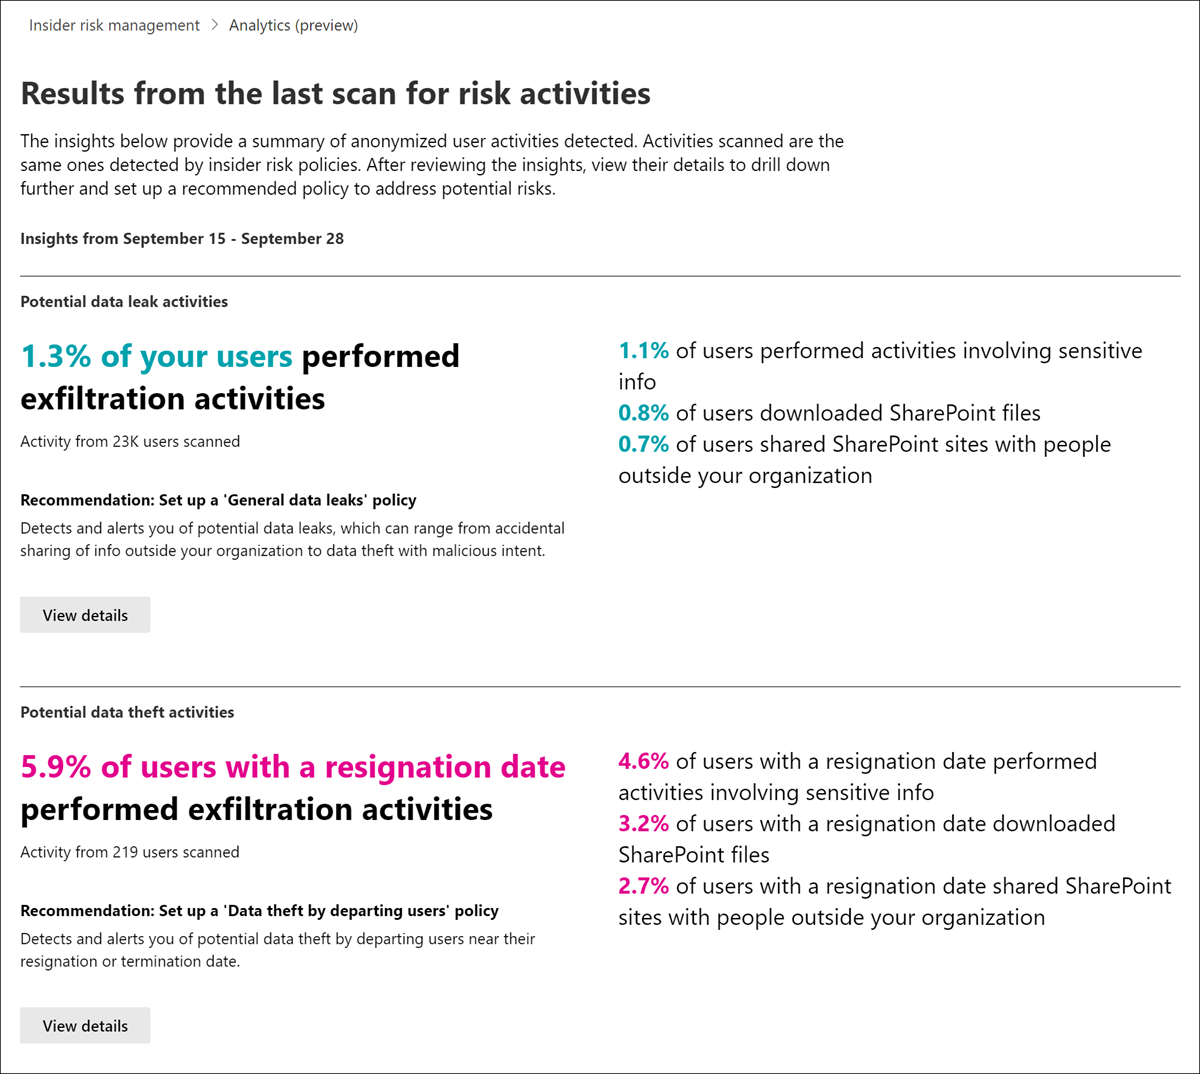 Insider risk management > Analytics (preview)
Results from the last scan for risk activities
The insights below provide a summary of anonymized user activities detected. Activities scanned are the
same ones detected by insider risk policies. After reviewing the insights, view their details to drill down
further and set up a recommended policy to address potential risks.
Insights from September 15 - September 28
Potential data leak activities
1.3% of your users performed
exfiltration activities
Activity from 23K users scanned
Recommendation: Set up a 'General data leaks' policy
Detects and alerts you of potential data leaks, which can range from accidental
sharing of info outside your organization to data theft with malicious intent.
View details
1.1% of users performed activities involving sensitive
info
0.8% of users downloaded SharePoint files
0.7% of users shared SharePoint sites with people
outside your organization
Potential data theft activities
5.9% of users with a resignation date
performed exfiltration activities
Activity from 219 users scanned
Recommendation: Set up a 'Data theft by departing users' policy
Detects and alerts you of potential data theft by departing users near their
resignation or termination date.
View details
4.6% of users with a resignation date performed
activities involving sensitive info
3.2% of users with a resignation date downloaded
SharePoint files
2.7% of users with a resignation date shared SharePoint
sites with people outside your organization